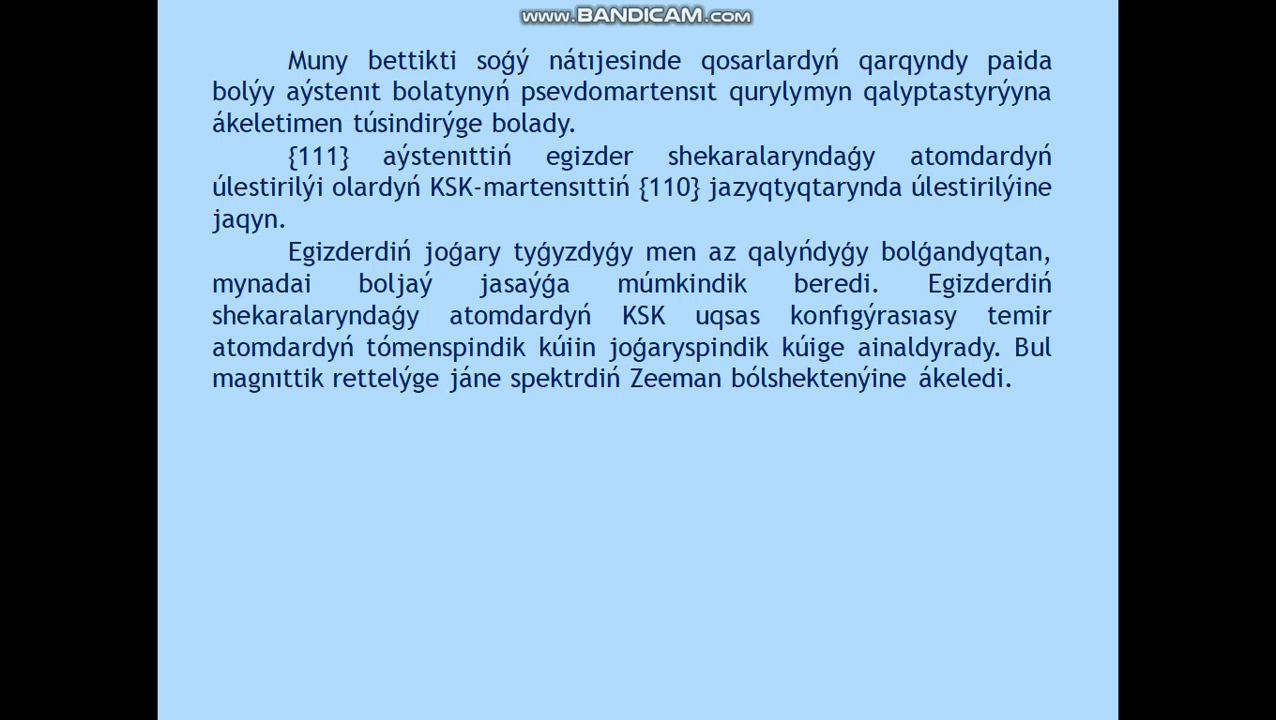 www.BANDICAM.com
Muny bettikti soǵý nátıjesinde qosarlardyń qarqyndy paida
bolýy aýstenıt bolatynyń psevdomartensıt qurylymyn qalyptastyrýyna
ákeletimen túsindirýge bolady.
{111} aýstenıttiń egizder shekaralaryndaǵy atomdardyń
úlestirilýi olardyń KSK-martensıttiń {110} jazyqtyqtarynda úlestirilýine
jaqyn.
Egizderdiń joǵary tyǵyzdyǵy men az qalyńdyǵy bolǵandyqtan,
mynadai boljaý jasaýǵa múmkindik beredi. Egizderdiń
shekaralaryndaǵy atomdardyń KSK uqsas konfıgýrasıasy temir
atomdardyń tómenspindik kúiin joǵaryspindik kúige ainaldyrady. Bul
magnıttik rettelýge jáne spektrdiń Zeeman bólshektenýine ákeledi.